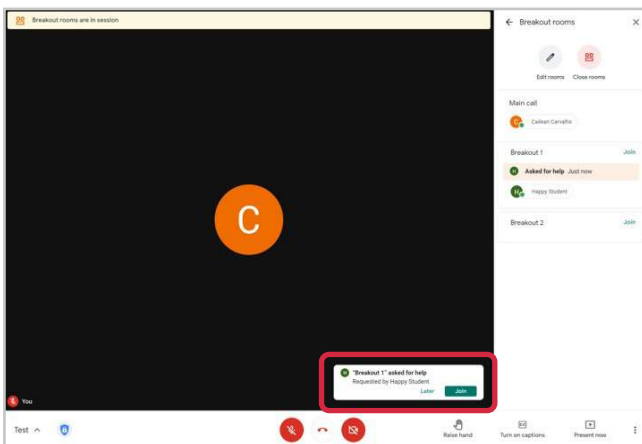 Breakout rooms are in session
C
You
"Breakout 1" asked for help
Requested by Happy Student
Later Join
Test
Raise hand
Turn on captions
Present now
Breakout rooms
Edit rooms Close rooms
Main call
C Caileen Carvalho
Breakout 1 Join
H Asked for help Just now
H Happy Student
Breakout 2 Join